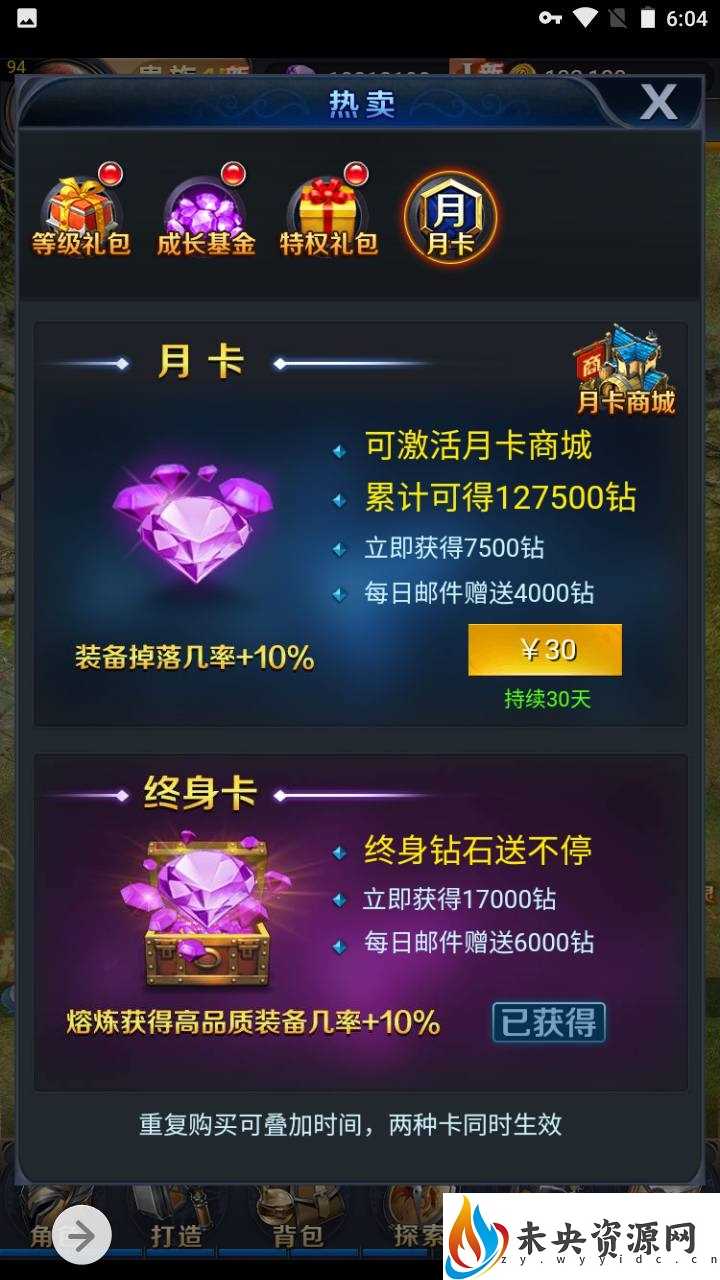 6:04
94
热卖
X
等级礼包
成长基金
特权礼包
月
月卡
月卡
商
月卡商城
可激活月卡商城
累计可得127500钻
立即获得7500钻
每日邮件赠送4000钻
装备掉落几率+10%
￥30
持续30天
终身卡
终身钻石送不停
立即获得17000钻
每日邮件赠送6000钻
熔炼获得高品质装备几率+10%
已获得
重复购买可叠加时间，两种卡同时生效
打造
背包
探索
未央资源网
zy.wyyidc.cn